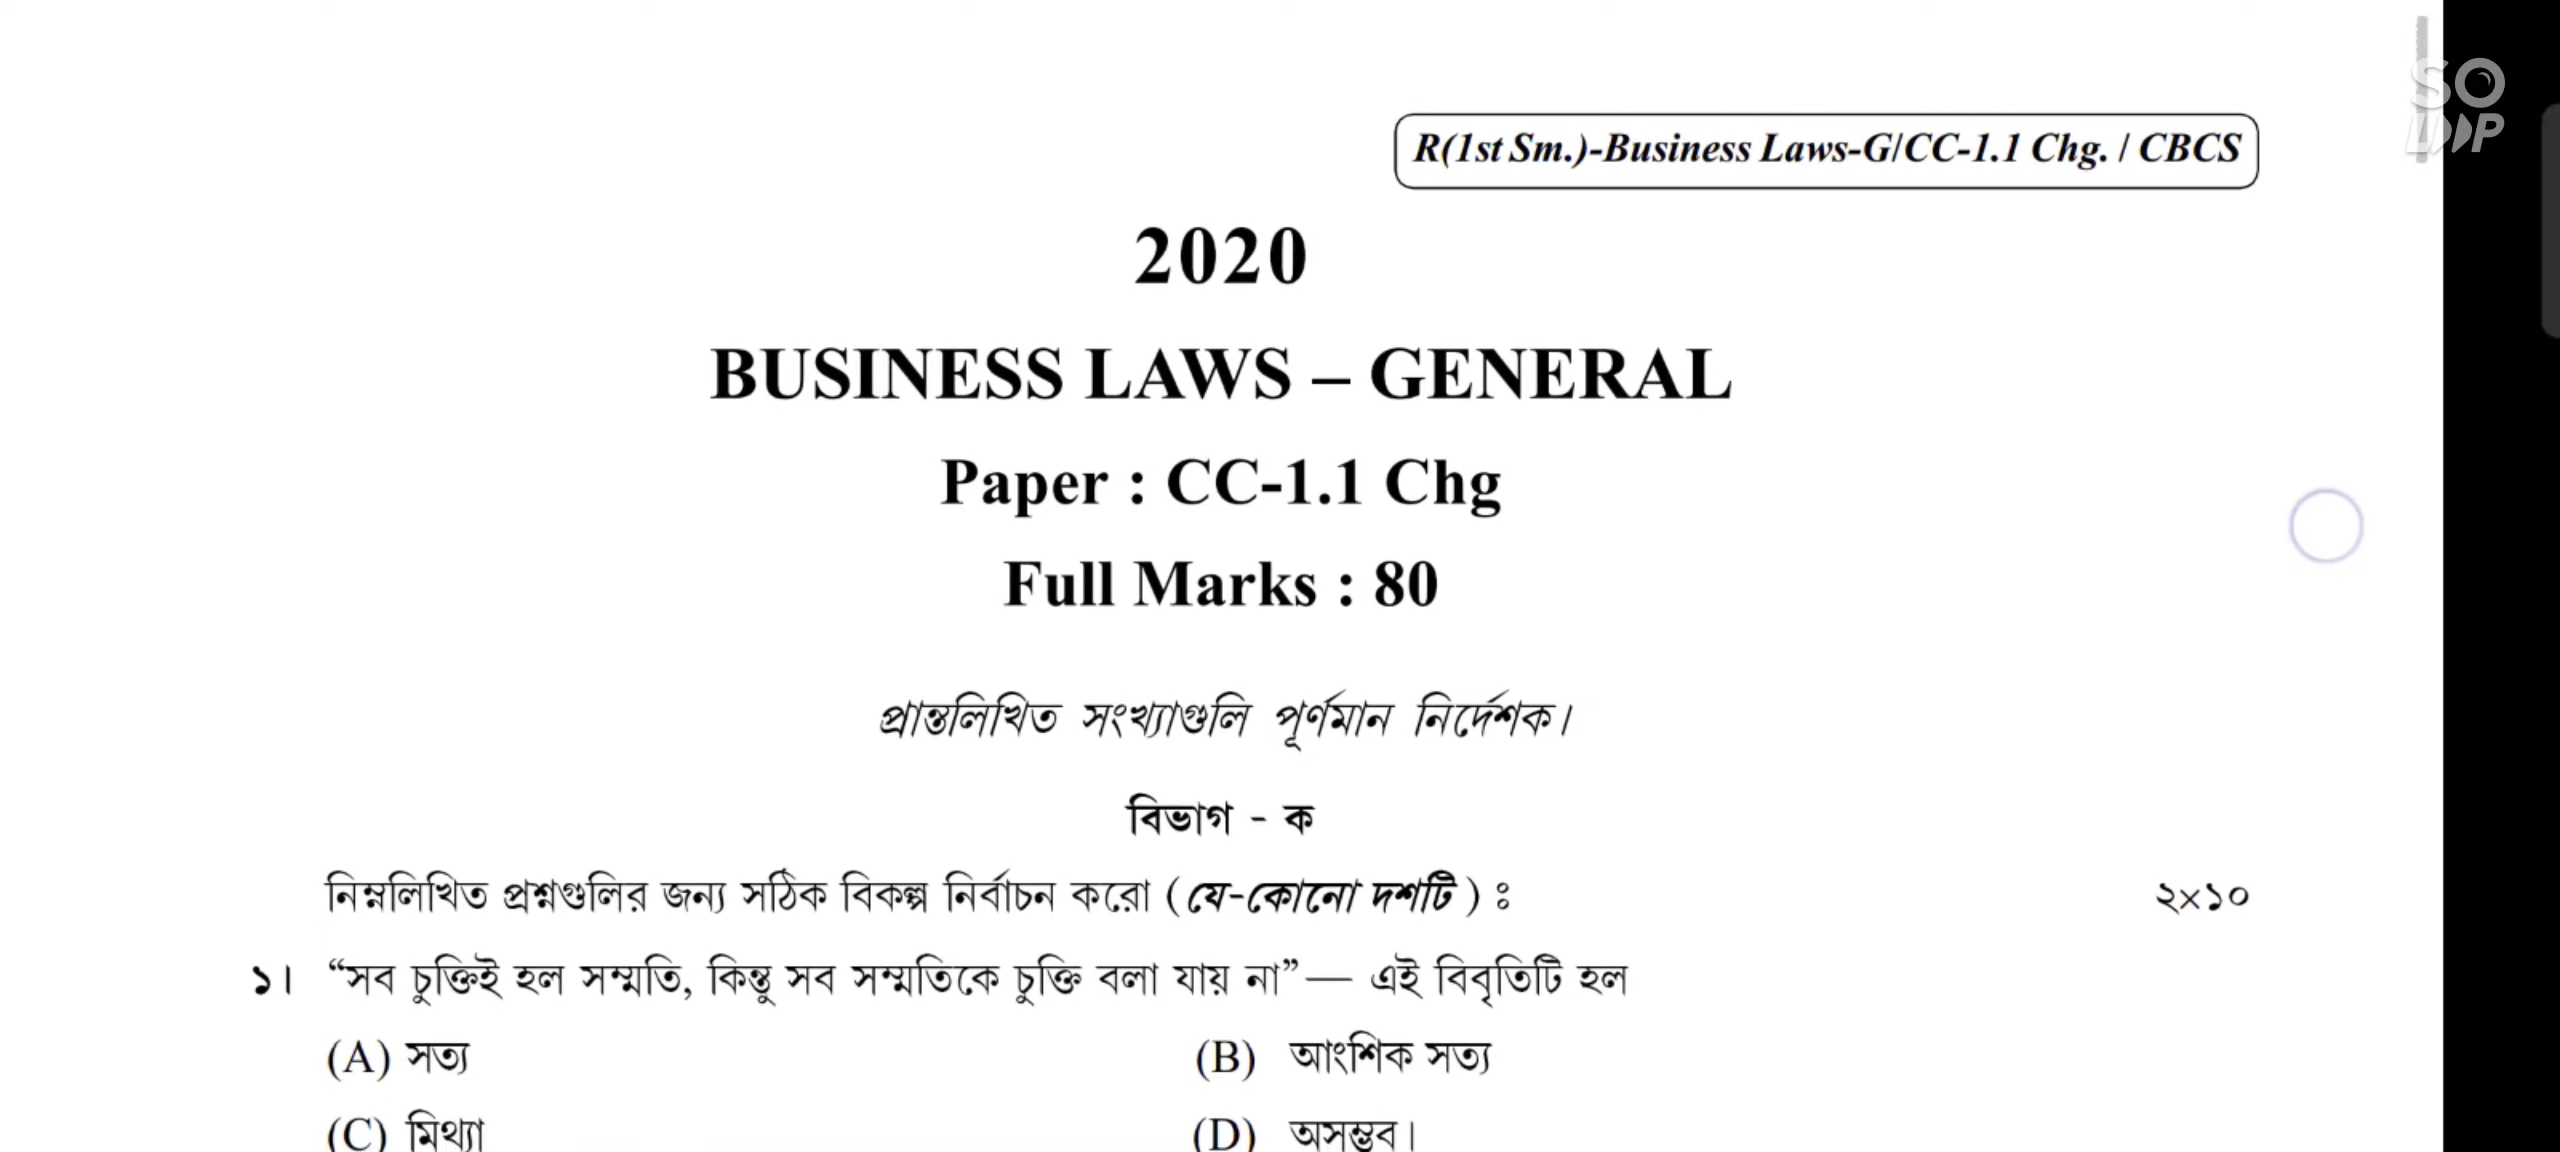 SO
LDIP
R(1st Sm.)-Business Laws-G/CC-1.1 Chg. / CBCS
2020
BUSINESS LAWS – GENERAL
Paper : CC-1.1 Chg
Full Marks : 80
প্রান্তলিখিত সংখ্যাগুলি পূর্ণমান নির্দেশক।
বিভাগ - ক
নিম্নলিখিত প্রশ্নগুলির জন্য সঠিক বিকল্প নির্বাচন করো (যে-কোনো দশটি) ঃ ২×১০
১। “সব চুক্তিই হল সম্মতি, কিন্তু সব সম্মতিকে চুক্তি বলা যায় না”— এই বিবৃতিটি হল
(A) সত্য (B) আংশিক সত্য
(C) মিথ্যা (D) অসম্ভব।